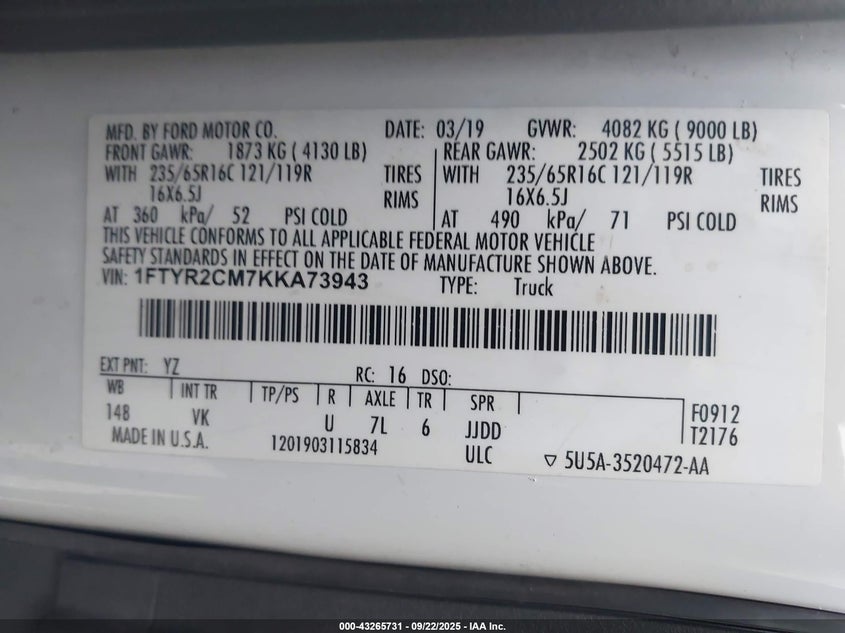 MFD. BY FORD MOTOR CO. DATE: 03/19 GVWR: 4082 KG ( 9000 LB)
FRONT GAWR: 1873 KG ( 4130 LB) REAR GAWR: 2502 KG ( 5515 LB)
WITH 235/65R16C 121/119R TIRES WITH 235/65R16C 121/119R TIRES
16X6.5J RIMS 16X6.5J RIMS
AT 360 kPa/ 52 PSI COLD AT 490 kPa/ 71 PSI COLD
THIS VEHICLE CONFORMS TO ALL APPLICABLE FEDERAL MOTOR VEHICLE
SAFETY STANDARDS IN EFFECT ON THE DATE OF MANUFACTURE SHOWN ABOVE.
VIN: 1FTYR2CM7KKA73943 TYPE: Truck
EXT PNT: YZ RC: 16 DSO:
WB INT TR TP/PS R AXLE TR SPR
148 VK U 7L 6 JJDD F0912
T2176
MADE IN U.S.A. 1201903115834 ULC ▽ 5U5A-3520472-AA
000-43265731 - 09/22/2025 - IAA Inc.